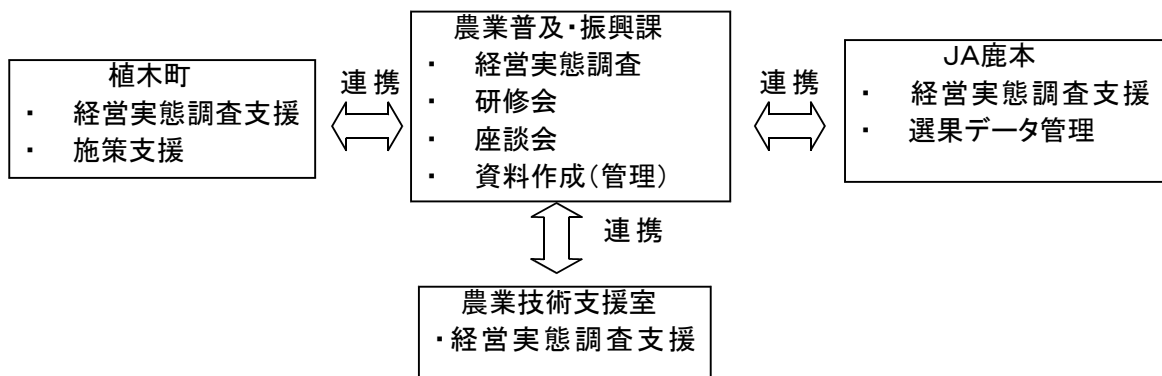 植木町
・ 経営実態調査支援
・ 施策支援
連携
農業普及・振興課
・ 経営実態調査
・ 研修会
・ 座談会
・ 資料作成(管理)
連携
JA鹿本
・ 経営実態調査支援
・ 選果データ管理
連携
農業技術支援室
・経営実態調査支援